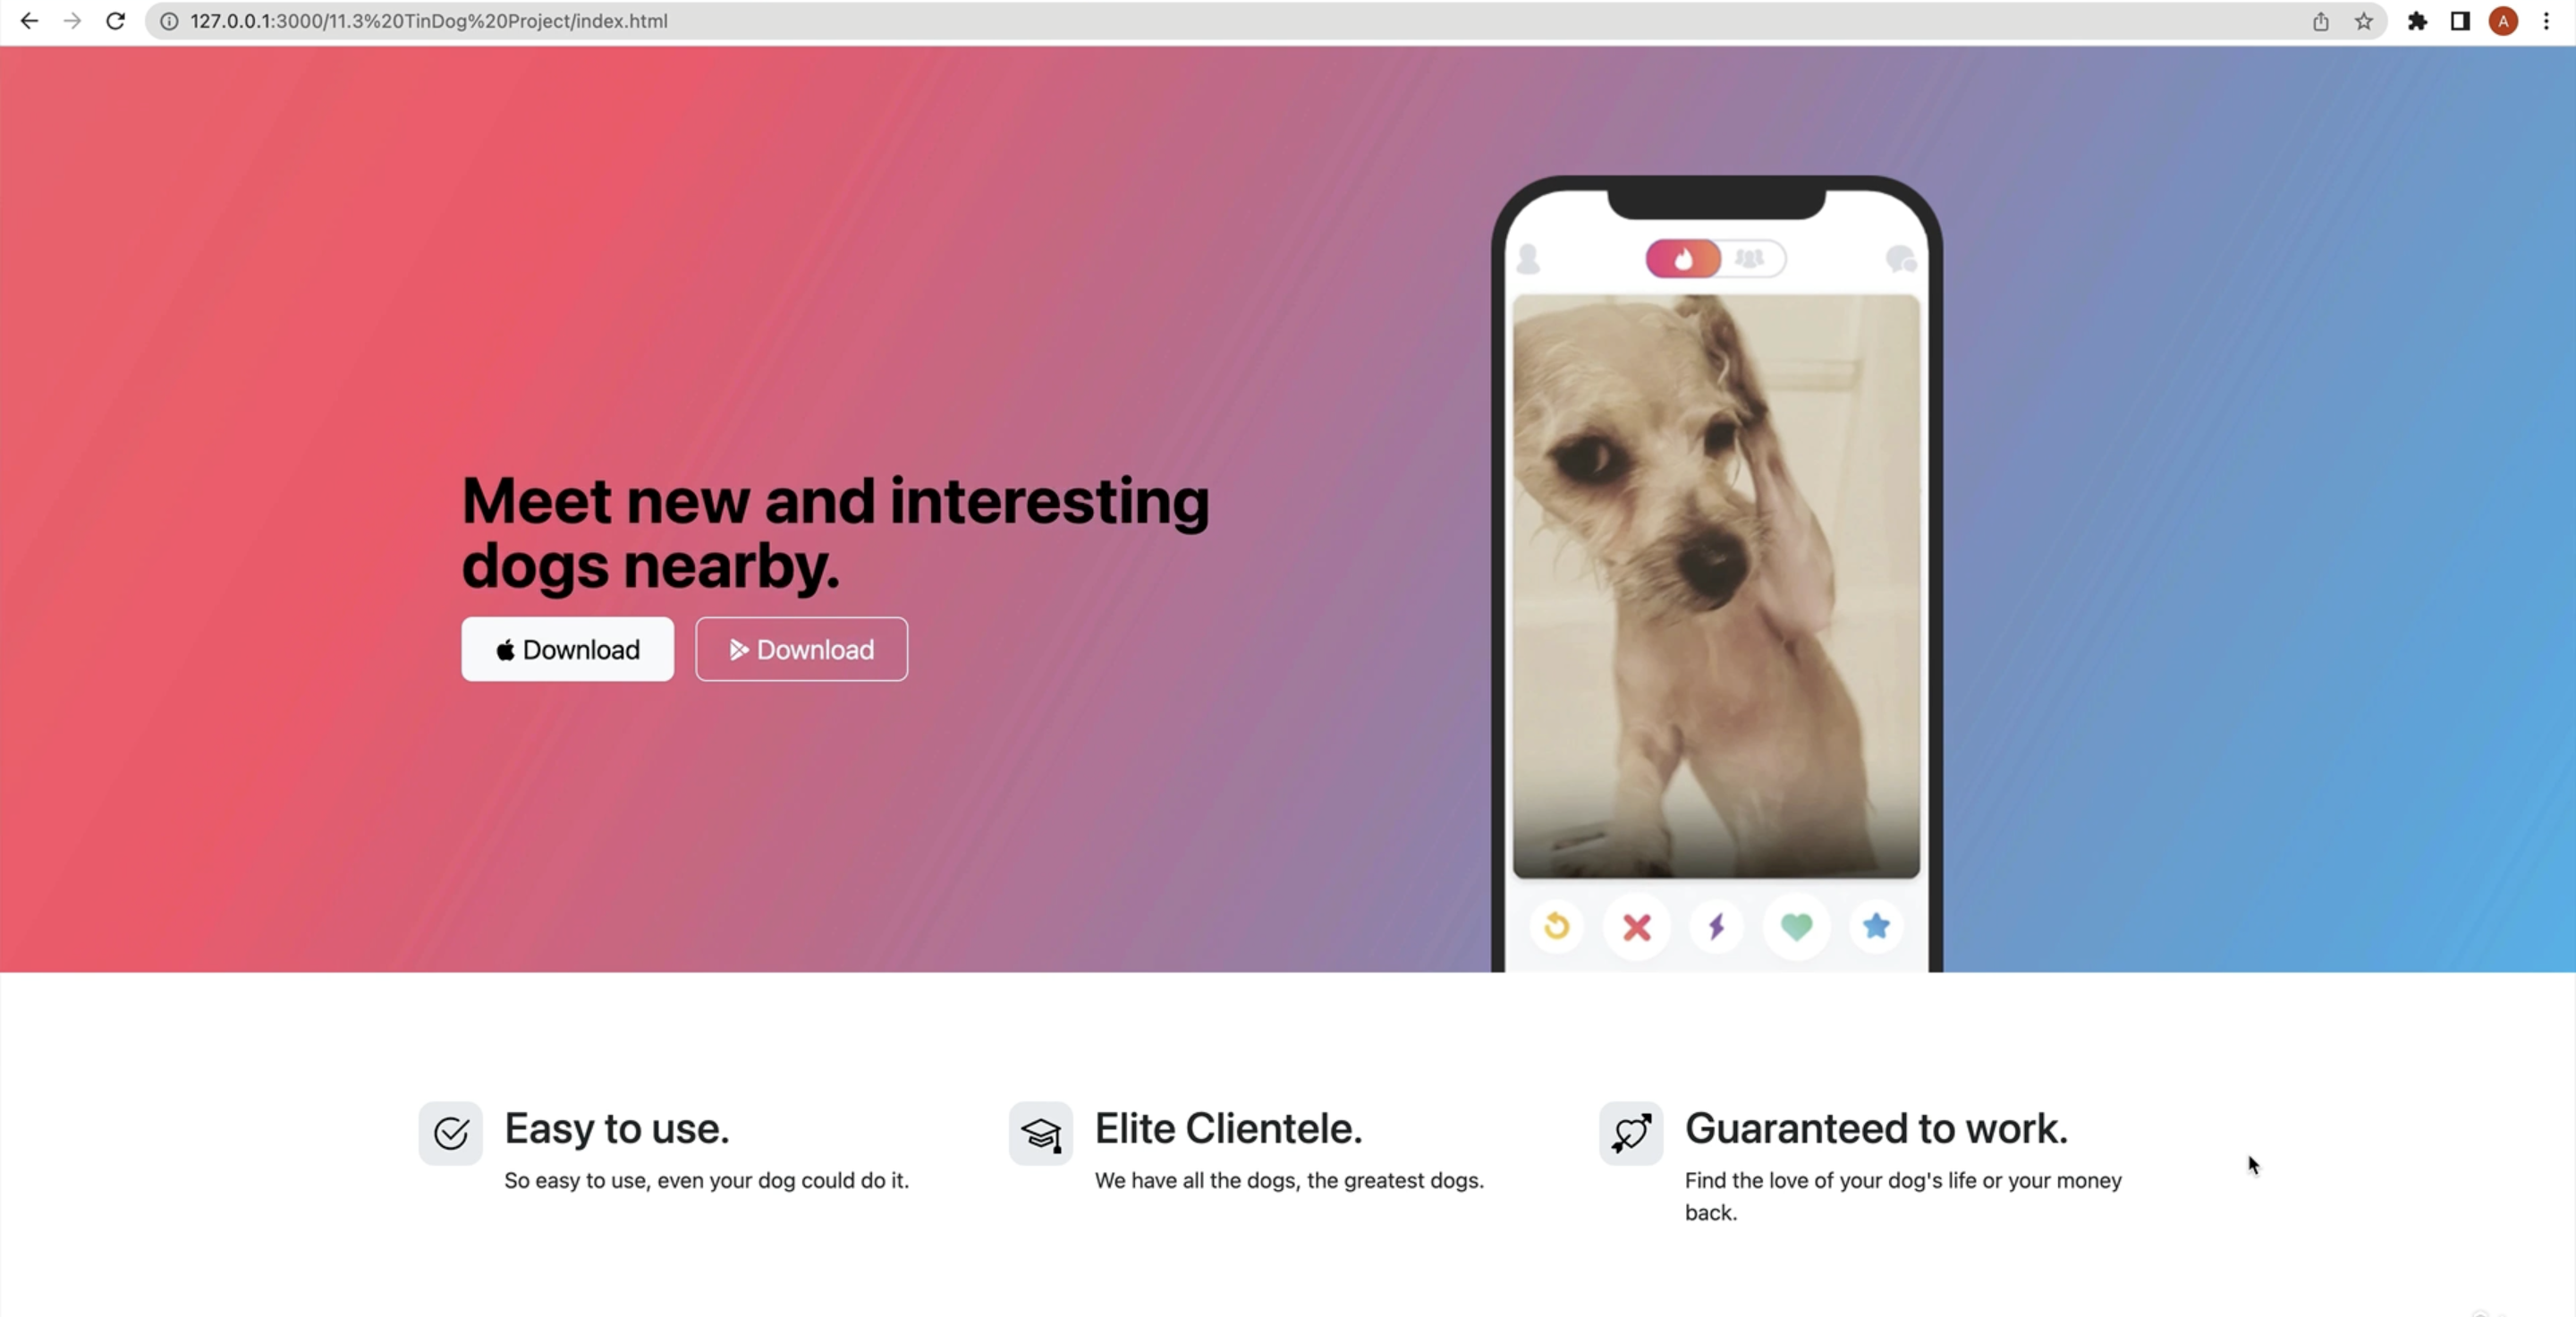 127.0.0.1:3000/11.3%20TinDog%20Project/index.html
A
Meet new and interesting
dogs nearby.
Download
Download
Easy to use.
So easy to use, even your dog could do it.
Elite Clientele.
We have all the dogs, the greatest dogs.
Guaranteed to work.
Find the love of your dog's life or your money
back.